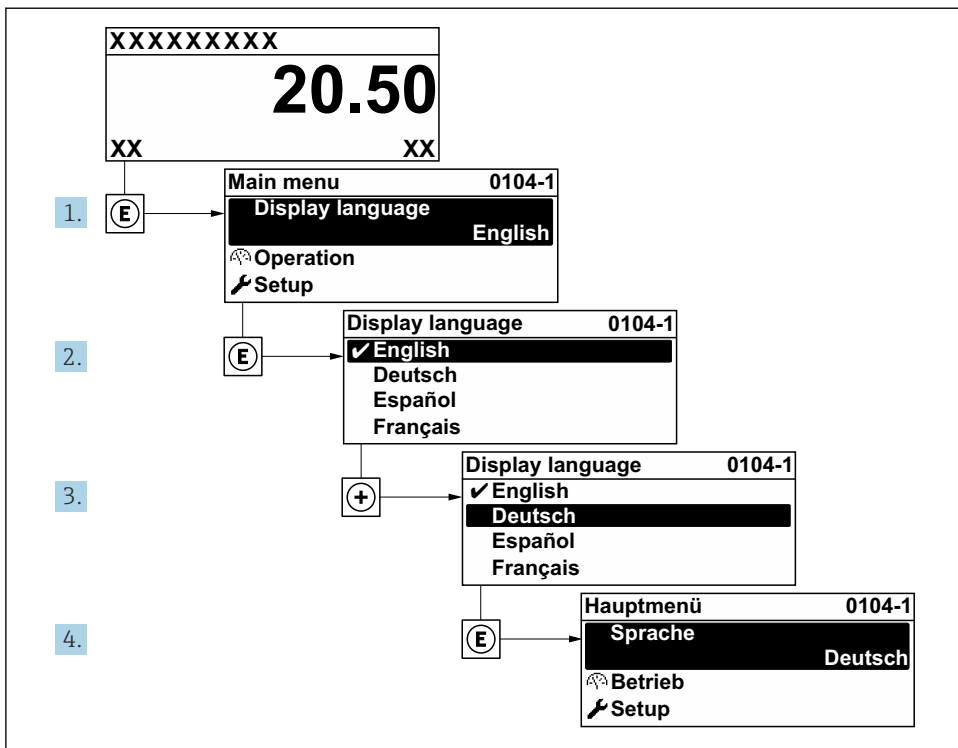 XXXXXXXXX
20.50
XX XX
Main menu 0104-1
1. E Display language
English
Operation
Setup
Display language 0104-1
2. E ✔ English
Deutsch
Español
Français
Display language 0104-1
3. + ✔ English
Deutsch
Español
Français
Hauptmenü 0104-1
4. E Sprache
Deutsch
Betrieb
Setup